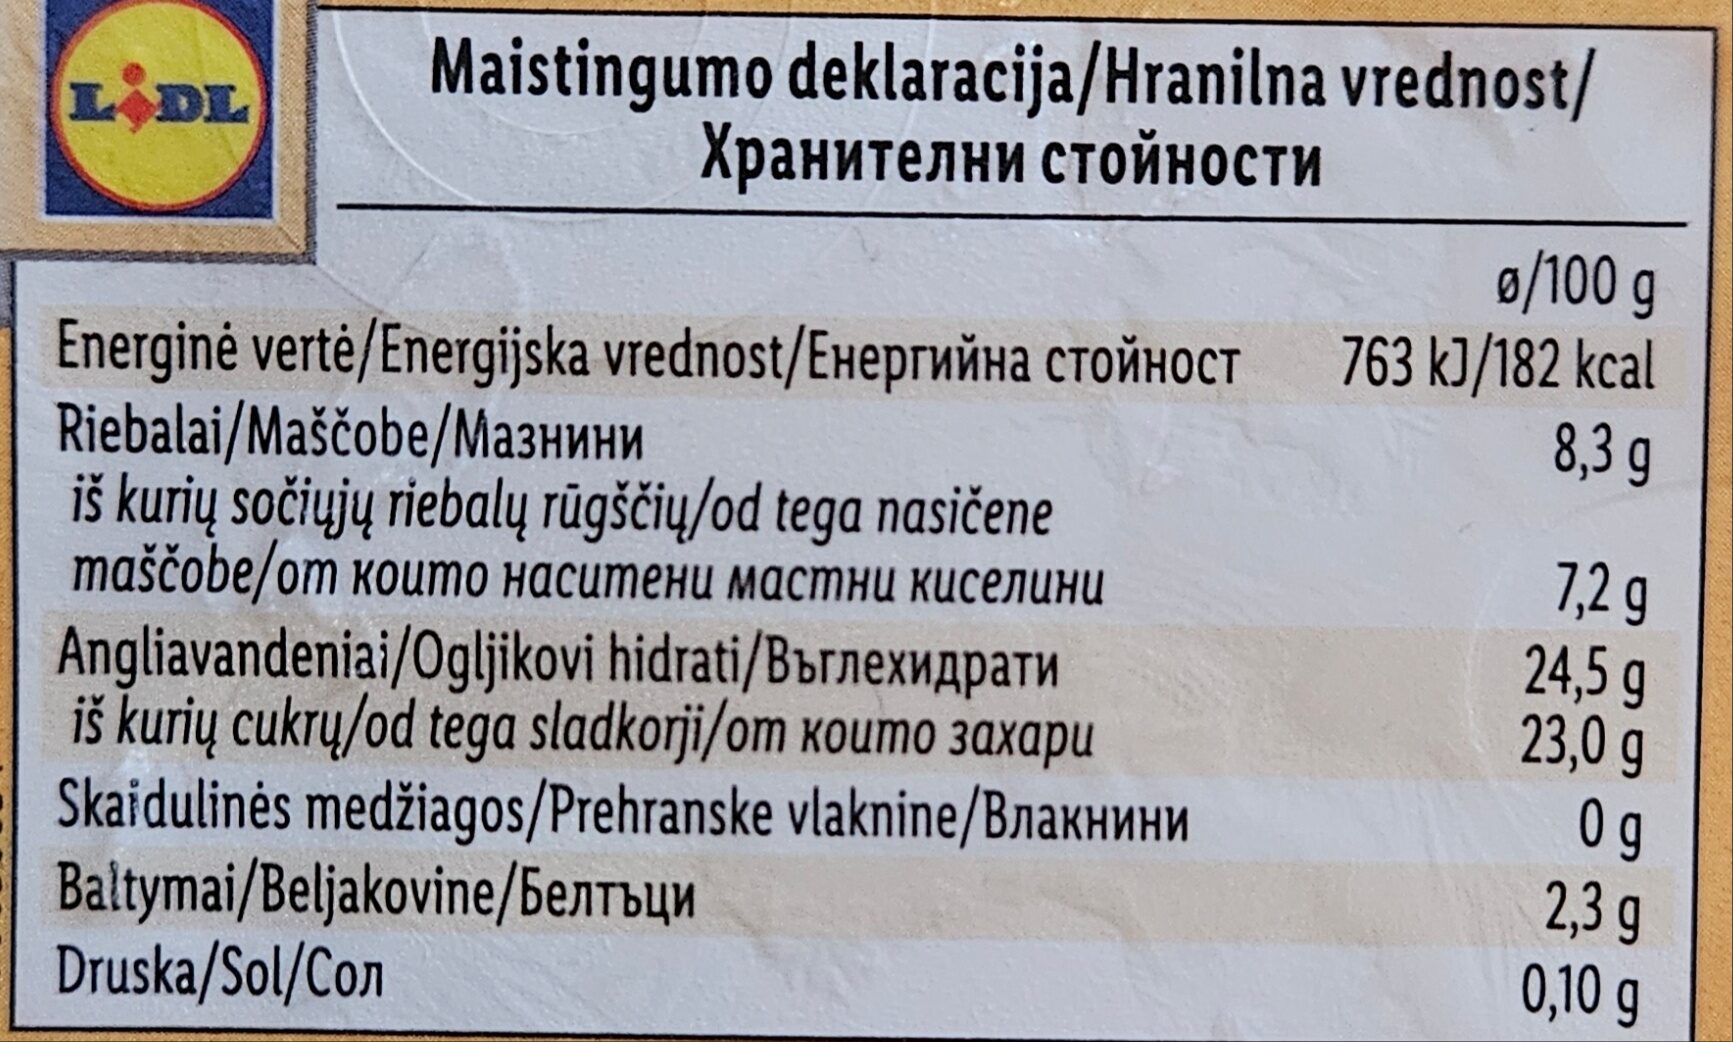 LIDL
Maistingumo deklaracija/Hranilna vrednost/
Хранителни стойности
ø/100 g
Energinė vertė/Energijska vrednost/Енергийна стойност 763 kJ/182 kcal
Riebalai/Maščobe/Мазнини 8,3 g
iš kurių sočiųjų riebalų rūgščių/od tega nasičene
maščobe/от които наситени мастни киселини 7,2 g
Angliavandeniai/Ogljikovi hidrati/Въглехидрати 24,5 g
iš kurių cukrų/od tega sladkorji/от които захари 23,0 g
Skaidulinės medžiagos/Prehranske vlaknine/Влакнини 0 g
Baltymai/Beljakovine/Белтъци 2,3 g
Druska/Sol/Сол 0,10 g